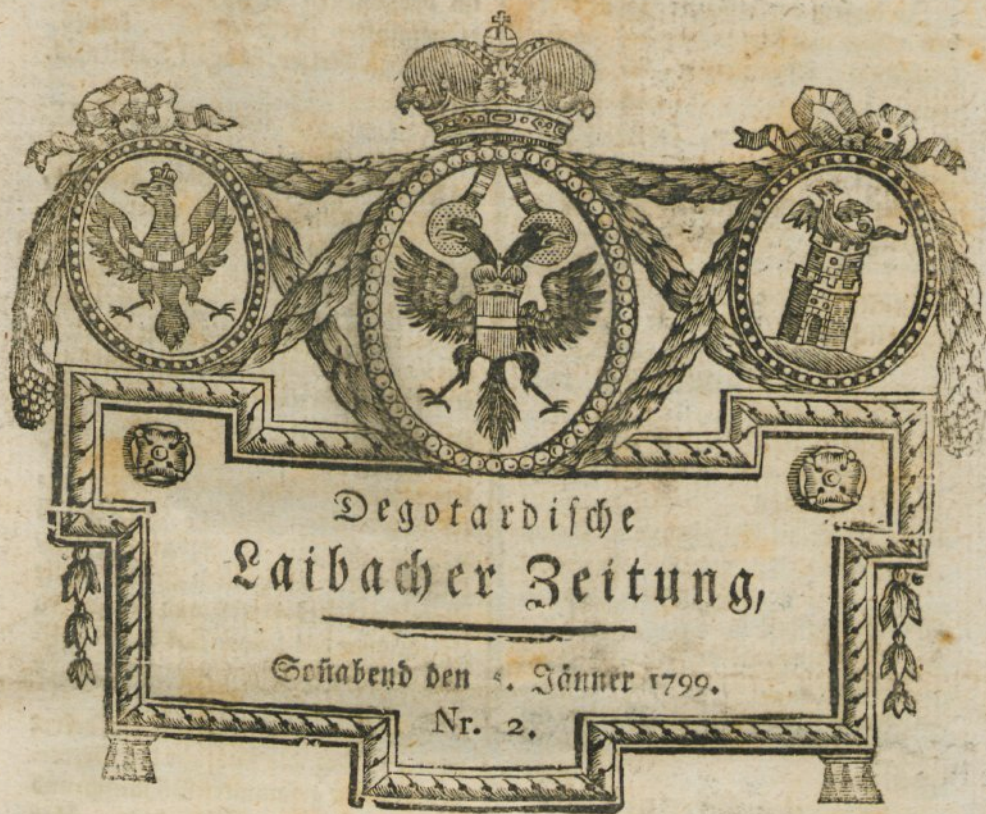 Degotardische
Laibacher Zeitung,
Soñabend den . Jänner 1799.
Nr. 2.